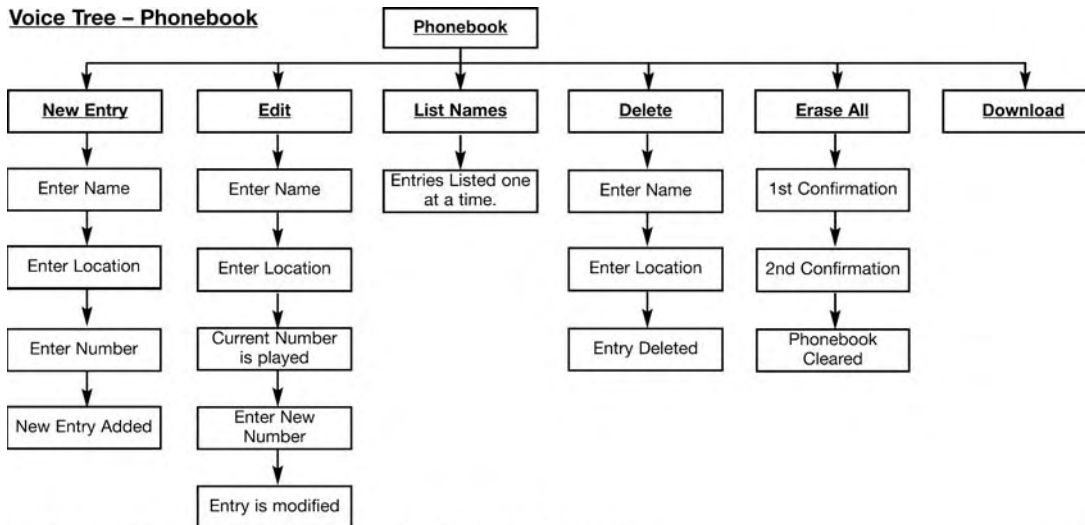 Voice Tree – Phonebook
Phonebook
New Entry
Edit
List Names
Delete
Erase All
Download
Enter Name
Enter Name
Entries Listed one
at a time.
Enter Name
1st Confirmation
Enter Location
Enter Location
Enter Location
2nd Confirmation
Enter Number
Current Number
is played
Entry Deleted
Phonebook
Cleared
New Entry Added
Enter New
Number
Entry is modified